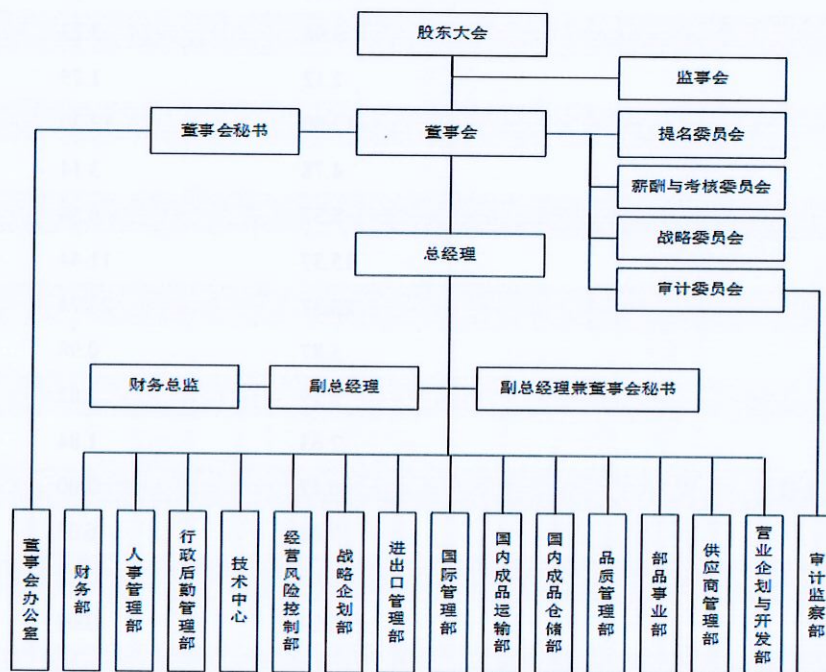 股东大会
监事会
董事会秘书
董事会
提名委员会
薪酬与考核委员会
战略委员会
总经理
审计委员会
财务总监
副总经理
副总经理兼董事会秘书
董事会办公室
财务部
人事管理部
行政后勤管理部
技术中心
经营风险控制部
战略企划部
进出口管理部
国际管理部
国内成品运输部
国内成品仓储部
品质管理部
部品事业部
供应商管理部
营业企划与开发部
审计监察部